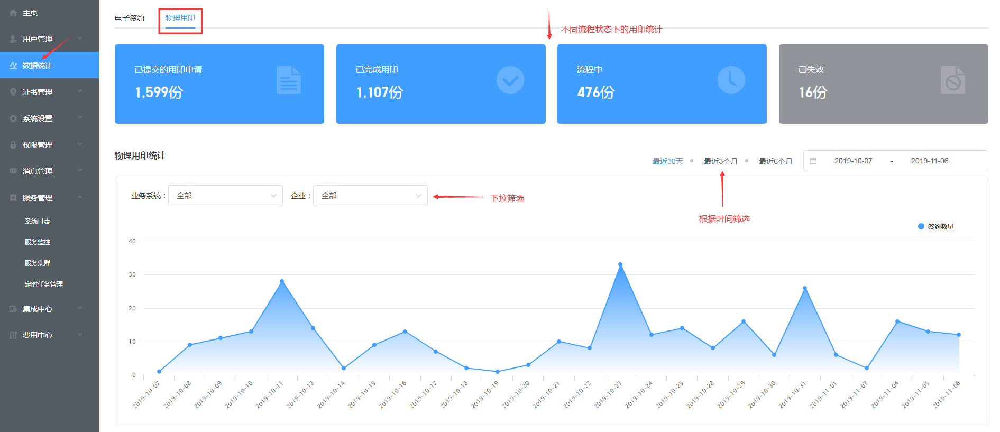 主页
用户管理
数据统计
证书管理
系统设置
权限管理
消息管理
服务管理
系统日志
服务监控
服务集群
定时任务管理
集成中心
费用中心
电子签约
物理用印
不同流程状态下的用印统计
已提交的用印申请
1,599份
已完成用印
1,107份
流程中
476份
已失效
16份
物理用印统计
最近30天
最近3个月
最近6个月
2019-10-07 - 2019-11-06
业务系统：全部
企业：全部
下拉筛选
根据时间筛选
签约数量
40
30
20
10
0
2019-10-07
2019-10-08
2019-10-09
2019-10-10
2019-10-11
2019-10-12
2019-10-14
2019-10-15
2019-10-16
2019-10-17
2019-10-18
2019-10-19
2019-10-20
2019-10-21
2019-10-22
2019-10-23
2019-10-24
2019-10-25
2019-10-28
2019-10-29
2019-10-30
2019-10-31
2019-11-01
2019-11-03
2019-11-04
2019-11-05
2019-11-06